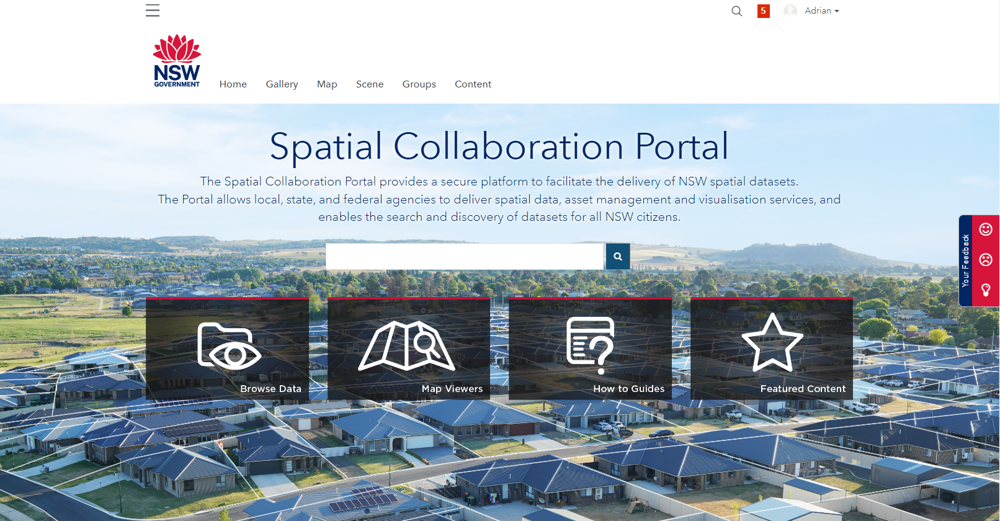 5 Adrian
NSW
GOVERNMENT
Home Gallery Map Scene Groups Content
Spatial Collaboration Portal
The Spatial Collaboration Portal provides a secure platform to facilitate the delivery of NSW spatial datasets.
The Portal allows local, state, and federal agencies to deliver spatial data, asset management and visualisation services, and
enables the search and discovery of datasets for all NSW citizens.
Your Feedback
Browse Data
Map Viewers
How to Guides
Featured Content